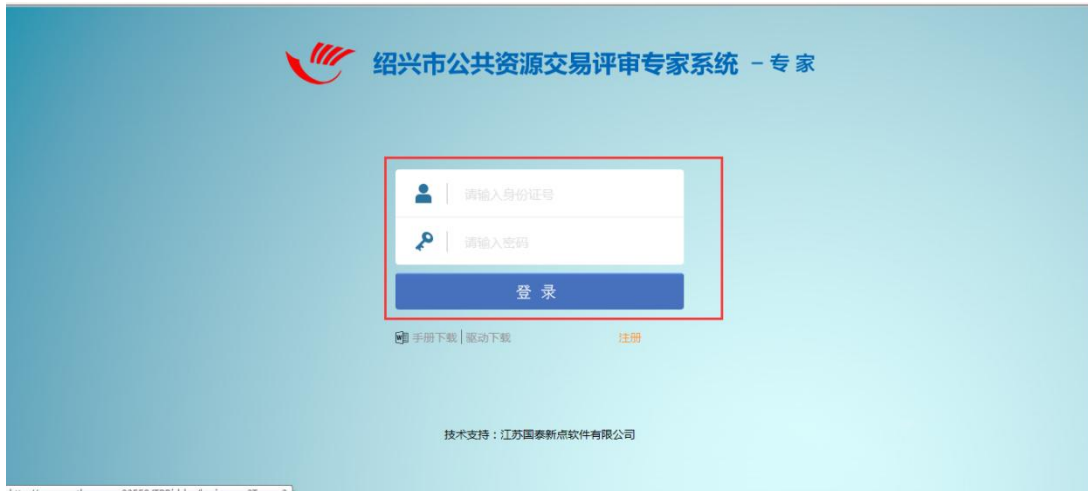 绍兴市公共资源交易评审专家系统 - 专家
请输入身份证号
请输入密码
登 录
手册下载 | 驱动下载 注册
技术支持：江苏国泰新点软件有限公司